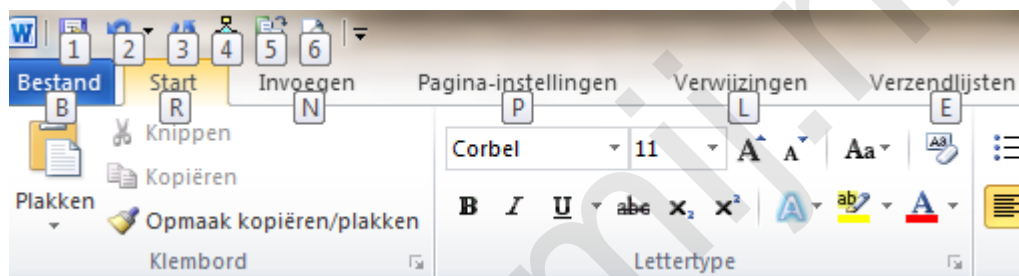 W
1 2 3 4 5 6
Bestand Start Invoegen Pagina-instellingen Verwijzingen Verzendlijsten
B R N P L E
Knippen
Corbel 11 A A Aa
Kopiëren
Plakken
B I U abc x₂ x² A ab A
Opmaak kopiëren/plakken
Klembord Lettertype